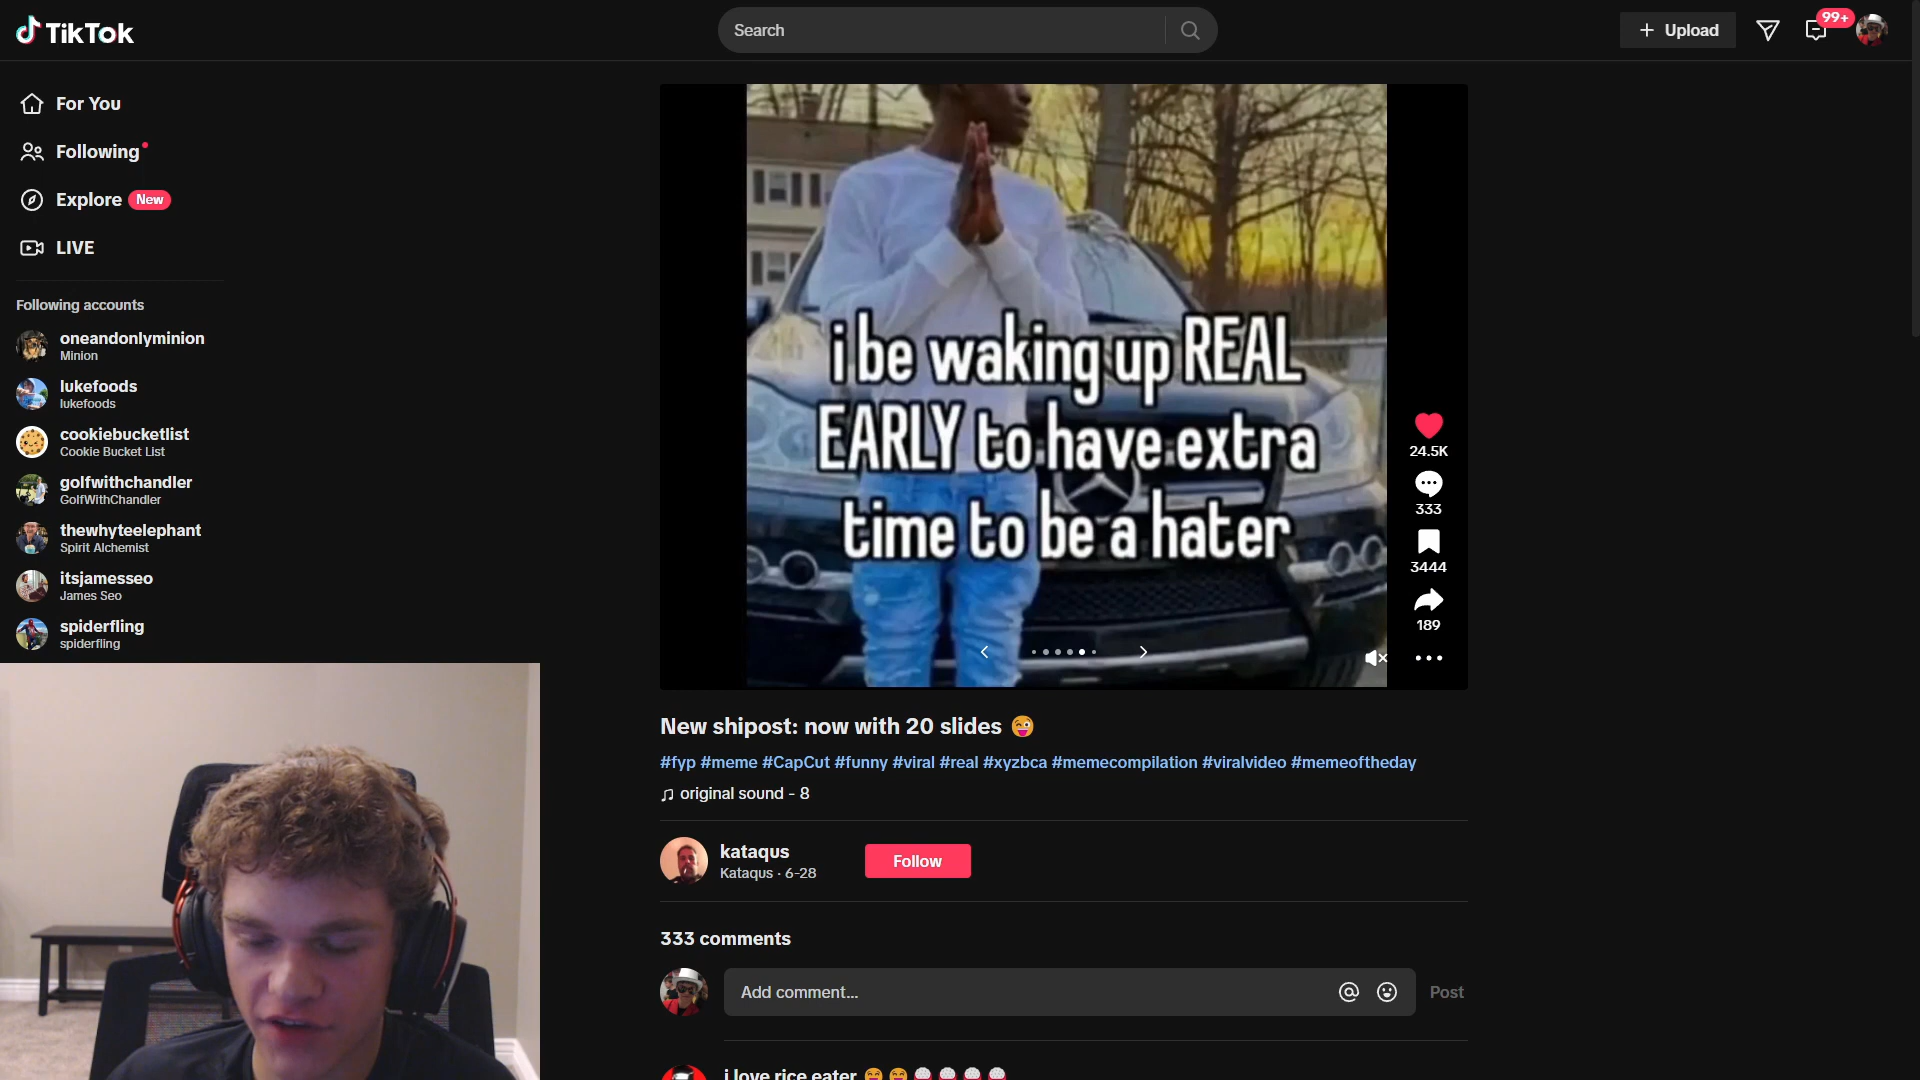 TikTok
Search
Upload
99+
For You
Following
Explore New
LIVE
Following accounts
oneandonlyminion
Minion
lukefoods
lukefoods
cookiebucketlist
Cookie Bucket List
golfwithchandler
GolfWithChandler
thewhyteelephant
Spirit Alchemist
itsjamesseo
James Seo
spiderfling
spiderfling
i be waking up REAL
EARLY to have extra
time to be a hater
24.5K
333
3444
189
New shipost: now with 20 slides 😜
#fyp #meme #CapCut #funny #viral #real #xyzbca #memecompilation #viralvideo #memeoftheday
original sound - 8
kataqus
Kataqus · 6-28
Follow
333 comments
Add comment...
Post
i love rice eater 😄😄🍚🍚🍚🍚